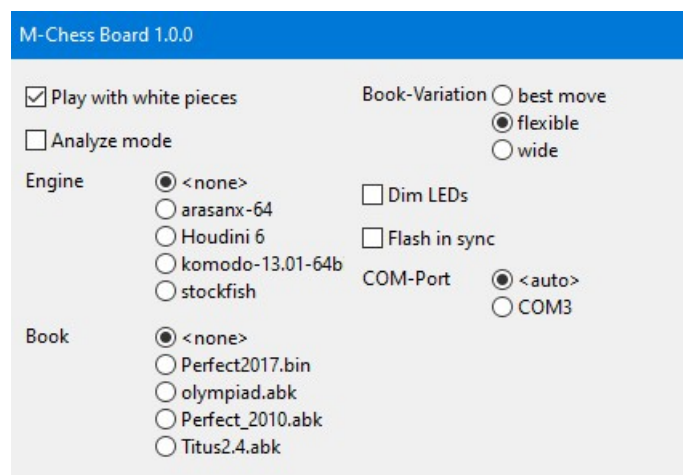 M-Chess Board 1.0.0
Play with white pieces
Analyze mode
Engine
<none>
arasanx-64
Houdini 6
komodo-13.01-64b
stockfish
Book
<none>
Perfect2017.bin
olympiad.abk
Perfect_2010.abk
Titus2.4.abk
Book-Variation
best move
flexible
wide
Dim LEDs
Flash in sync
COM-Port
<auto>
COM3